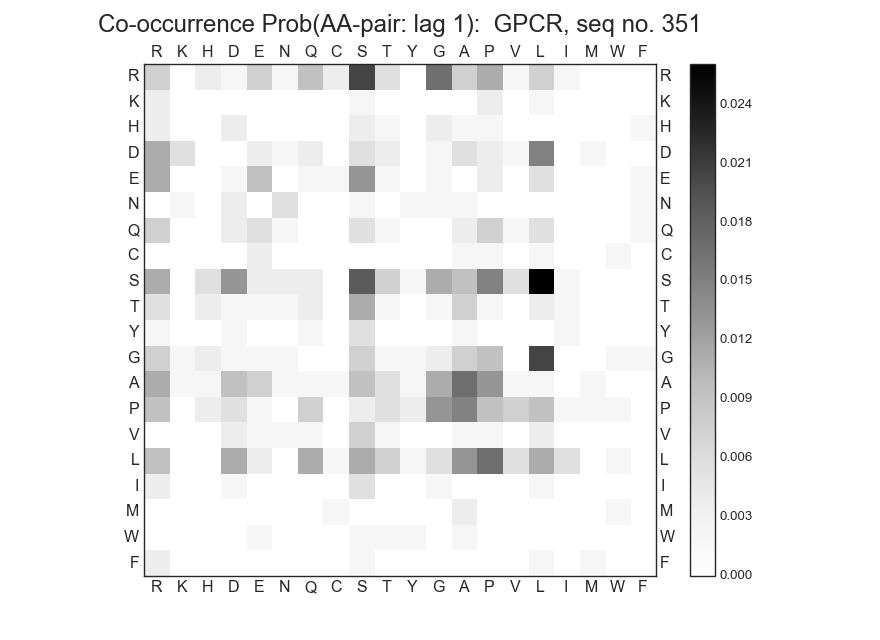 Co-occurrence Prob(AA-pair: lag 1):  GPCR, seq no. 351
R K H D E N Q C S T Y G A P V L I M W F
R R
K K
H H
D D
E E
N N
Q Q
C C
S S
T T
Y Y
G G
A A
P P
V V
L L
I I
M M
W W
F F
R K H D E N Q C S T Y G A P V L I M W F
0.024
0.021
0.018
0.015
0.012
0.009
0.006
0.003
0.000